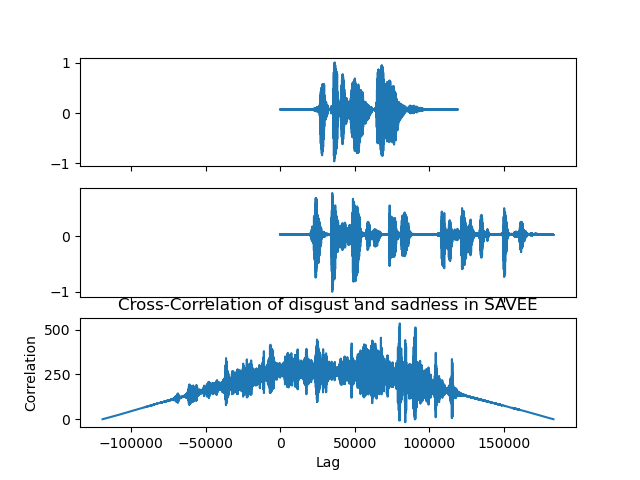 1
0
−1
0
−1
Cross-Correlation of disgust and sadness in SAVEE
500
250
0
Correlation
−100000 −50000 0 50000 100000 150000
Lag